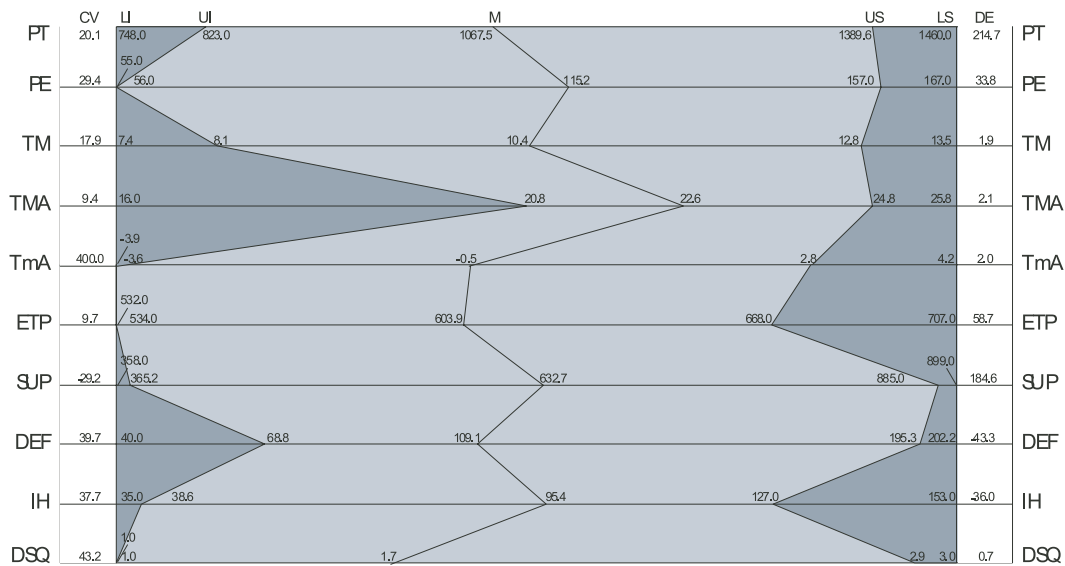 CV LI UI M US LS DE
PT 20.1 748.0 823.0 1067.5 1389.6 1460.0 214.7 PT
55.0
PE 29.4 56.0 115.2 157.0 167.0 33.8 PE
TM 17.9 7.4 8.1 10.4 12.8 13.5 1.9 TM
TMA 9.4 16.0 20.8 22.6 24.8 25.8 2.1 TMA
-3.9
TmA 400.0 -3.6 -0.5 2.8 4.2 2.0 TmA
532.0
ETP 9.7 534.0 603.9 668.0 707.0 58.7 ETP
358.0 899.0
SUP -29.2 365.2 632.7 885.0 184.6 SUP
DEF 39.7 40.0 68.8 109.1 195.3 202.2 -43.3 DEF
IH 37.7 35.0 38.6 95.4 127.0 153.0 -36.0 IH
1.0
DSQ 43.2 1.0 1.7 2.9 3.0 0.7 DSQ